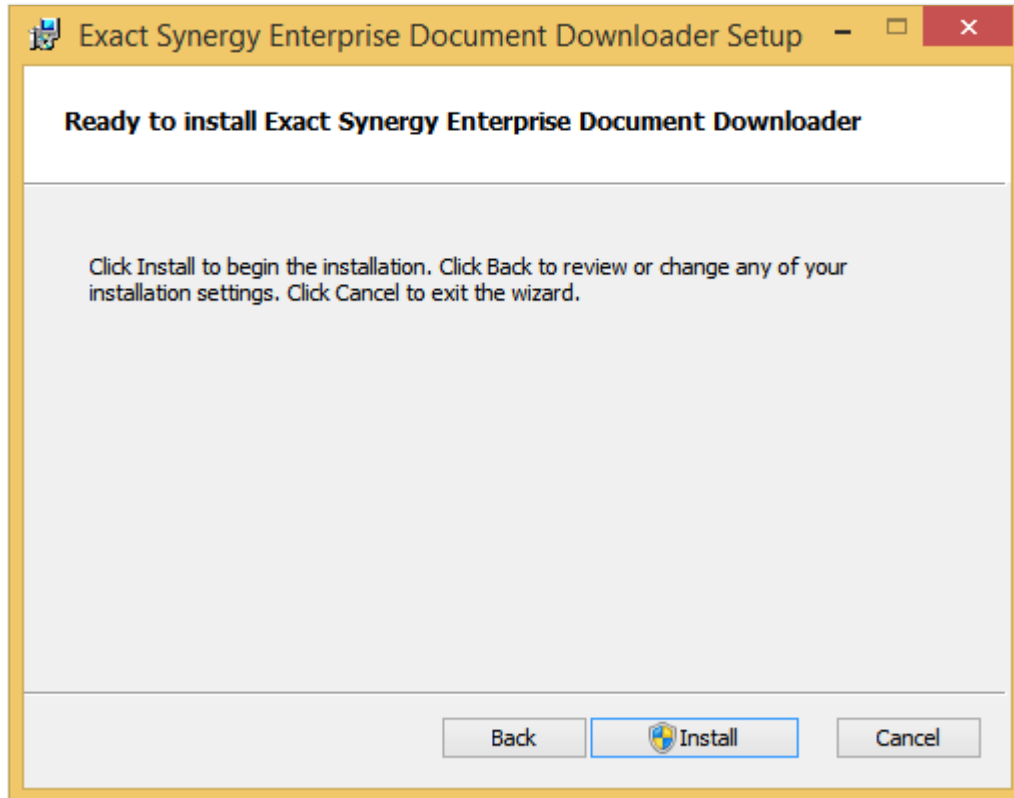 Exact Synergy Enterprise Document Downloader Setup
Ready to install Exact Synergy Enterprise Document Downloader
Click Install to begin the installation. Click Back to review or change any of your
installation settings. Click Cancel to exit the wizard.
Back
Install
Cancel